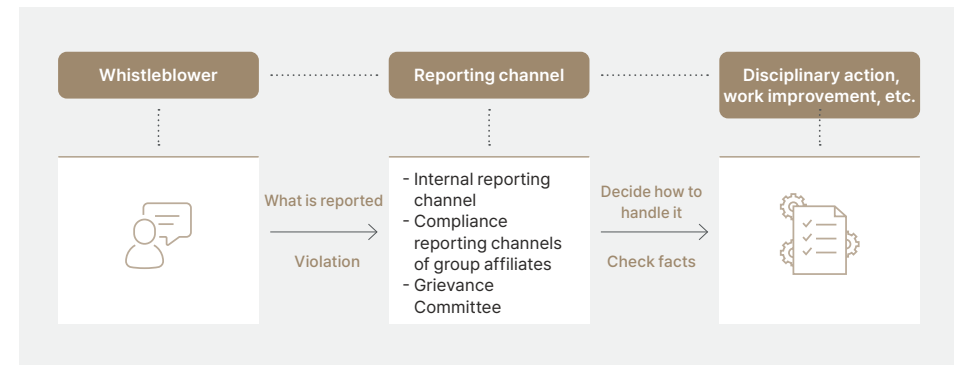 Whistleblower
Reporting channel
Disciplinary action,
work improvement, etc.
What is reported
Violation
- Internal reporting
channel
- Compliance
reporting channels
of group affiliates
- Grievance
Committee
Decide how to
handle it
Check facts